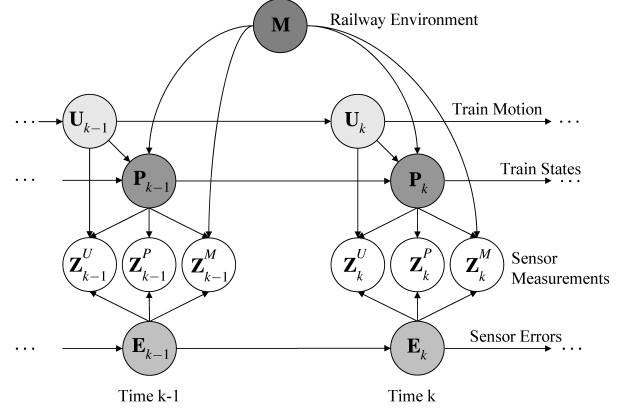 M
Railway Environment
Train Motion
... U_{k-1} U_k ...
Train States
... P_{k-1} P_k ...
Z^U_{k-1} Z^P_{k-1} Z^M_{k-1} Z^U_k Z^P_k Z^M_k
Sensor
Measurements
Sensor Errors
... E_{k-1} E_k ...
Time k-1 Time k